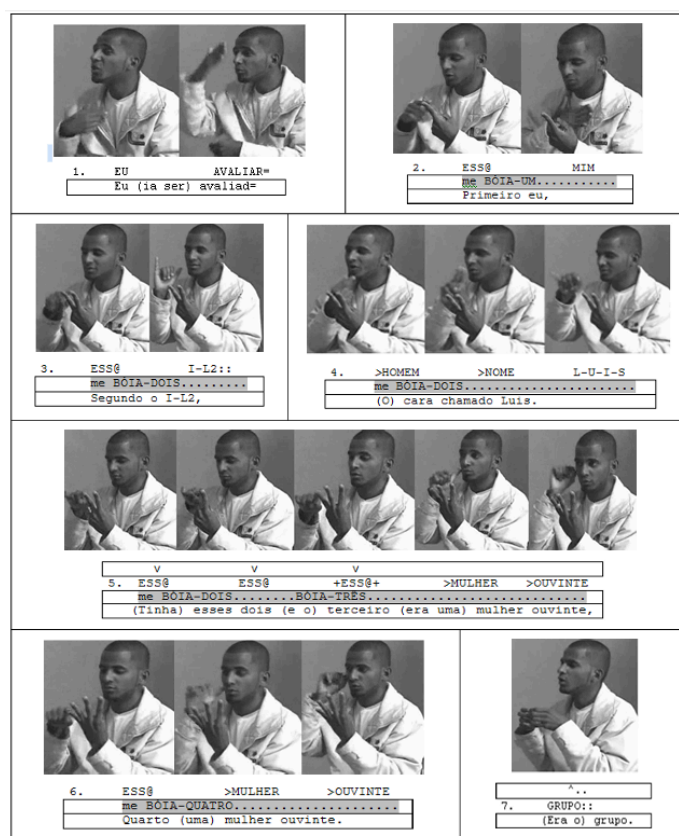 1. EU AVALIAR=
Eu (ia ser) avaliad=
2. ESS@ MIM
me BÓIA-UM...........
Primeiro eu,
3. ESS@ I-L2::
me BÓIA-DOIS.........
Segundo o I-L2,
4. >HOMEM >NOME L-U-I-S
me BÓIA-DOIS.......................
(O) cara chamado Luis.
v v v
5. ESS@ ESS@ +ESS@+ >MULHER >OUVINTE
me BÓIA-DOIS........BÓIA-TRÊS.............................
(Tinha) esses dois (e o) terceiro (era uma) mulher ouvinte,
6. ESS@ >MULHER >OUVINTE
me BÓIA-QUATRO......................
Quarto (uma) mulher ouvinte.
^..
7. GRUPO::
(Era o) grupo.